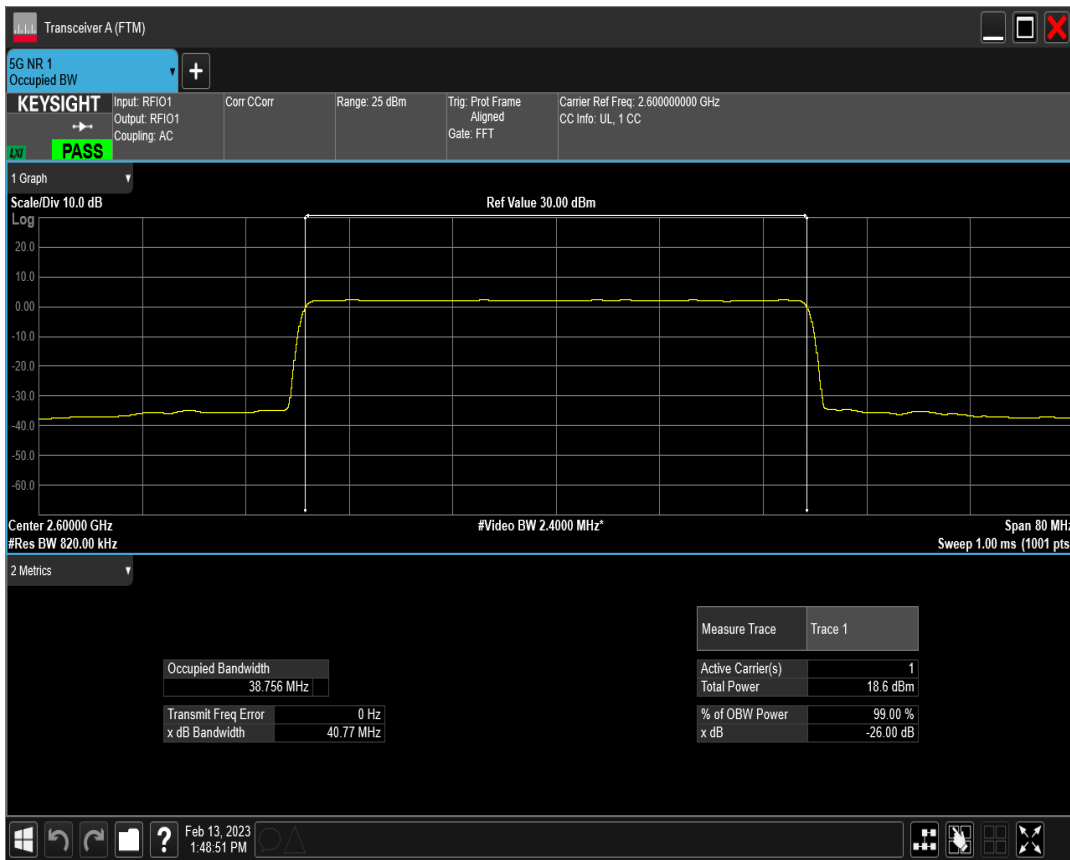 Transceiver A (FTM)
5G NR 1
Occupied BW
+
KEYSIGHT
LXI
PASS
Input: RFIO1
Output: RFIO1
Coupling: AC
Corr CCorr
Range: 25 dBm
Trig: Prot Frame
Aligned
Gate: FFT
Carrier Ref Freq: 2.600000000 GHz
CC Info: UL, 1 CC
1 Graph
Scale/Div 10.0 dB
Ref Value 30.00 dBm
Log
20.0
10.0
0.00
-10.0
-20.0
-30.0
-40.0
-50.0
-60.0
Center 2.60000 GHz
#Video BW 2.4000 MHz*
Span 80 MHz
#Res BW 820.00 kHz
Sweep 1.00 ms (1001 pts
2 Metrics
Measure Trace Trace 1
Occupied Bandwidth
38.756 MHz
Active Carrier(s) 1
Total Power 18.6 dBm
Transmit Freq Error 0 Hz
x dB Bandwidth 40.77 MHz
% of OBW Power 99.00 %
x dB -26.00 dB
?
Feb 13, 2023
1:48:51 PM